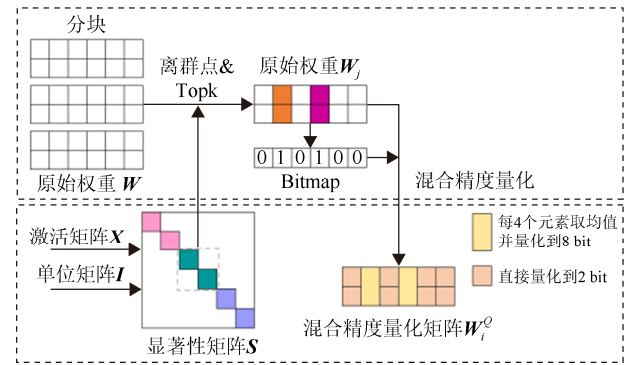 分块
离群点&
Topk
原始权重Wj
0 1 0 1 0 0
Bitmap
原始权重 W
混合精度量化
激活矩阵X
单位矩阵I
显著性矩阵S
每4个元素取均值
并量化到8 bit
直接量化到2 bit
混合精度量化矩阵WiQ